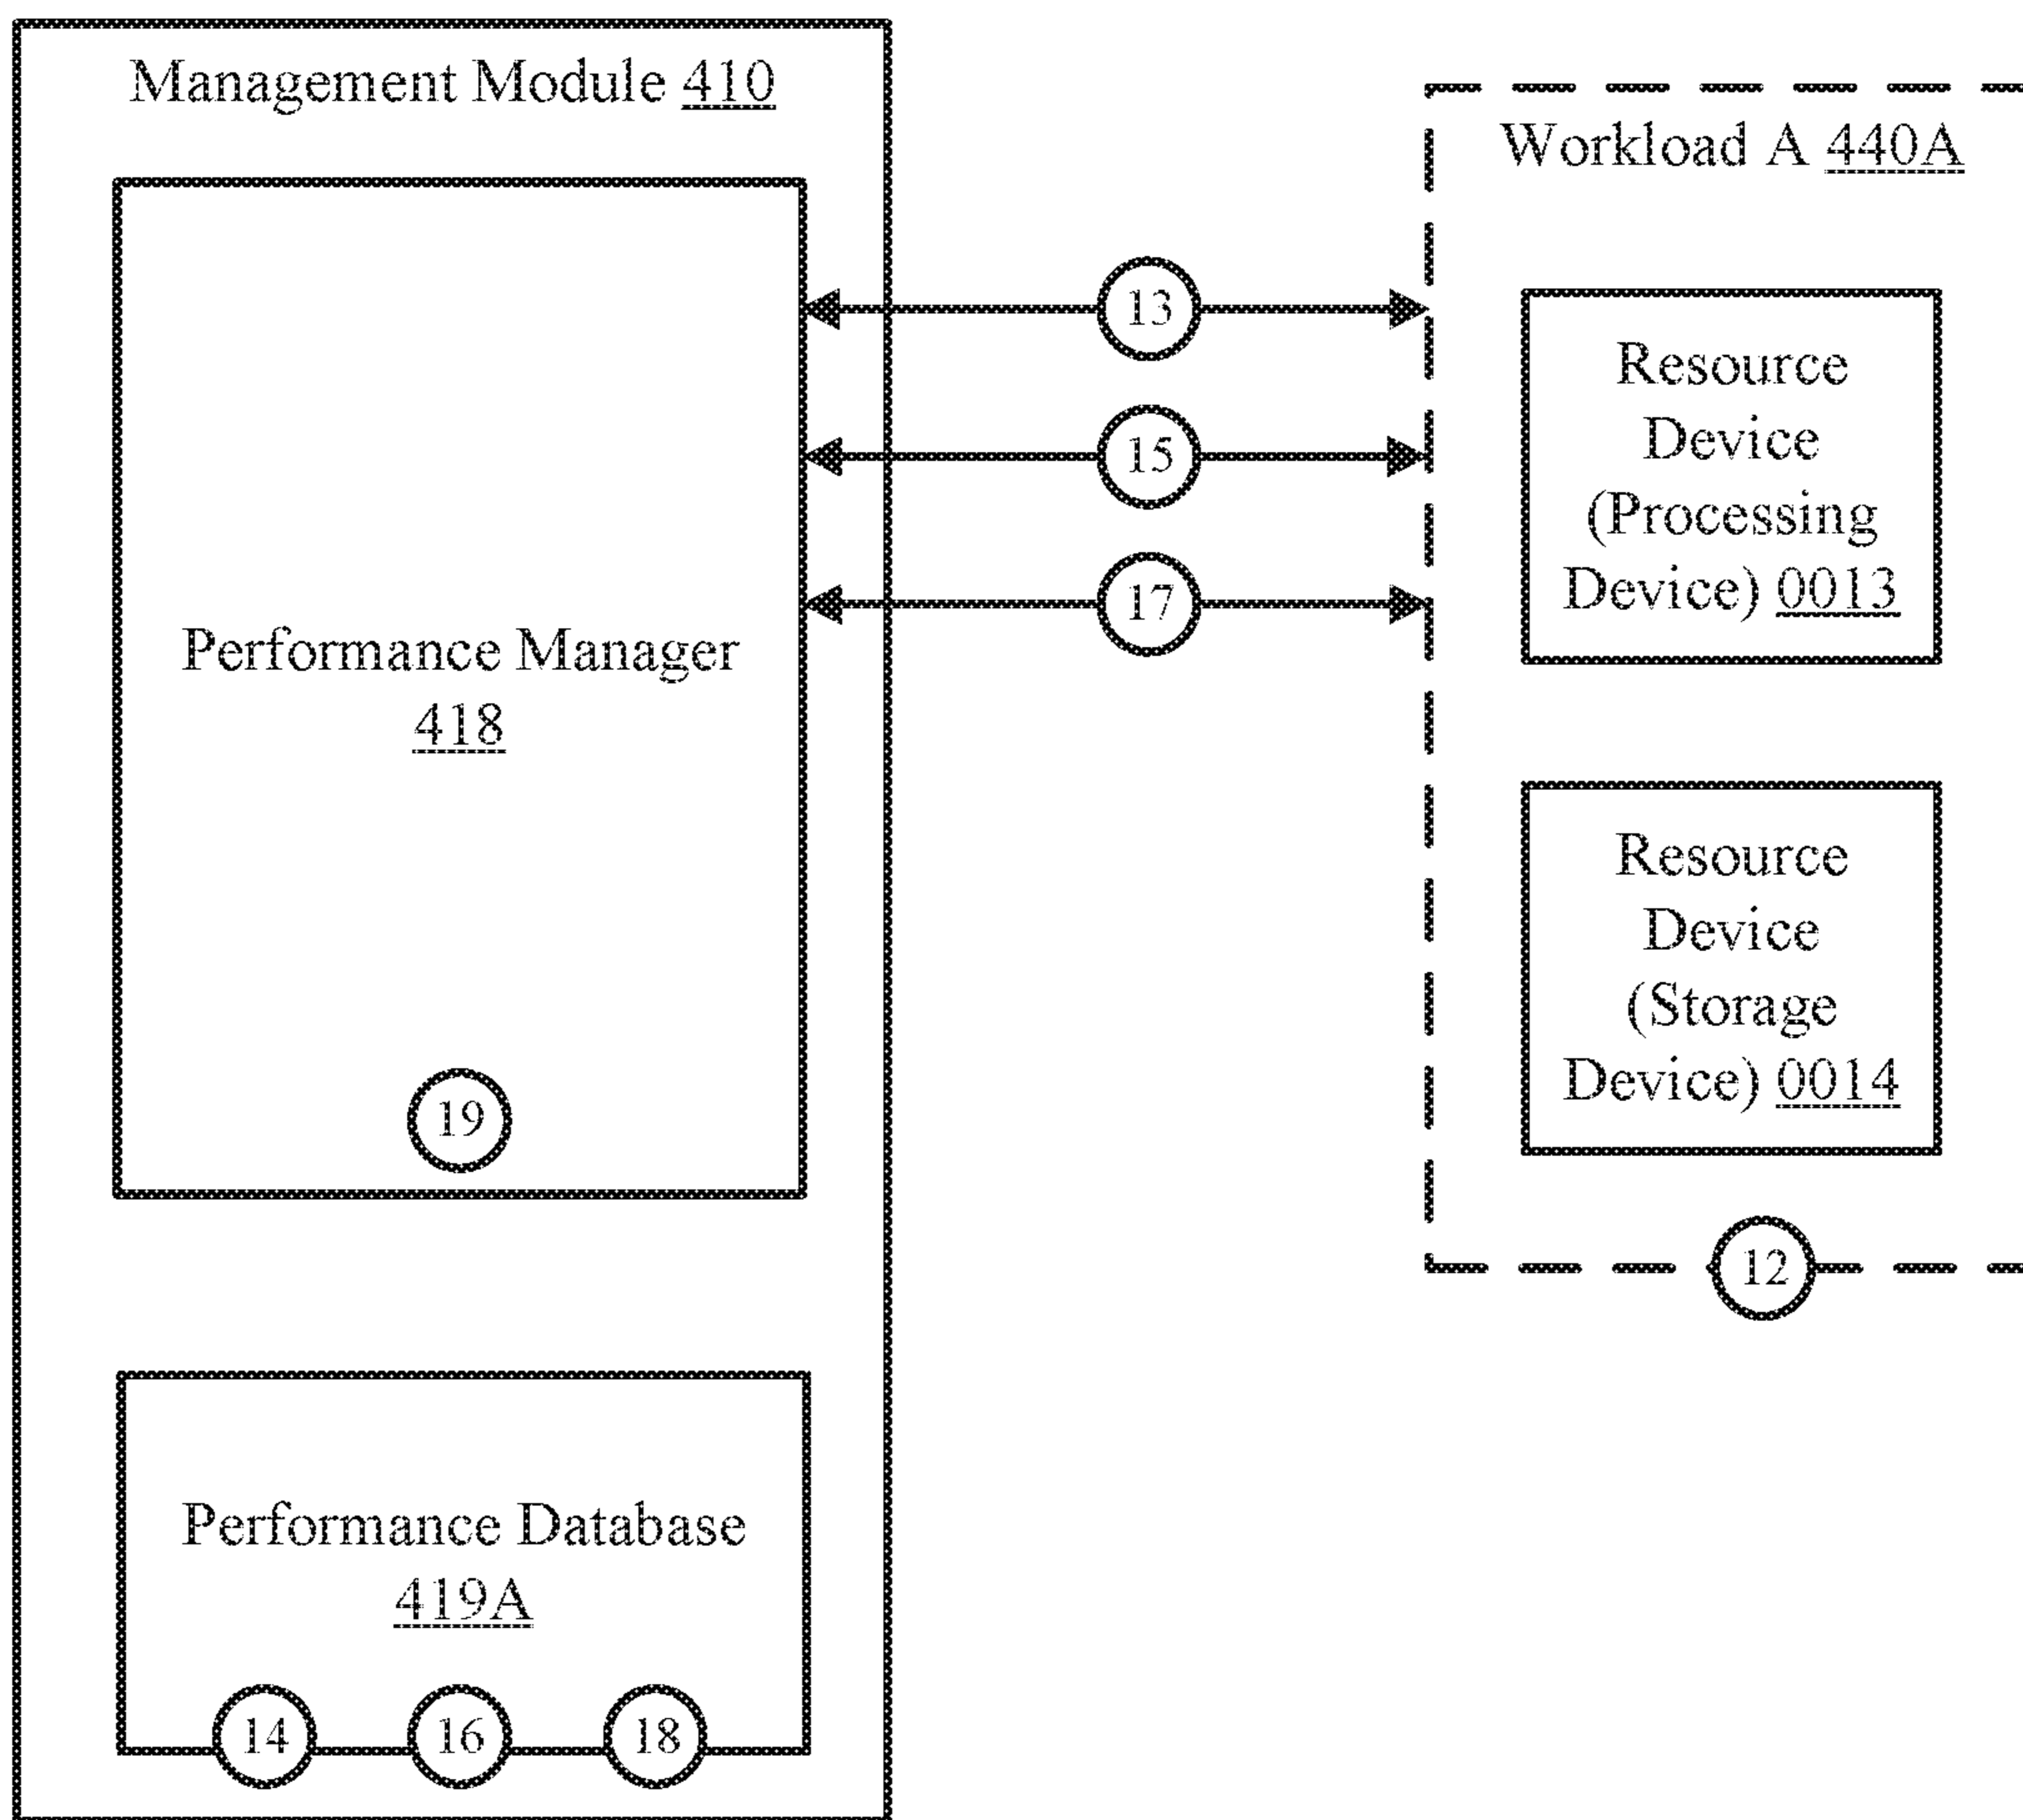 Management Module 410
Performance Manager
418
19
Performance Database
419A
14
16
18
13
15
17
Workload A 440A
Resource
Device
(Processing
Device) 0013
Resource
Device
(Storage
Device) 0014
12